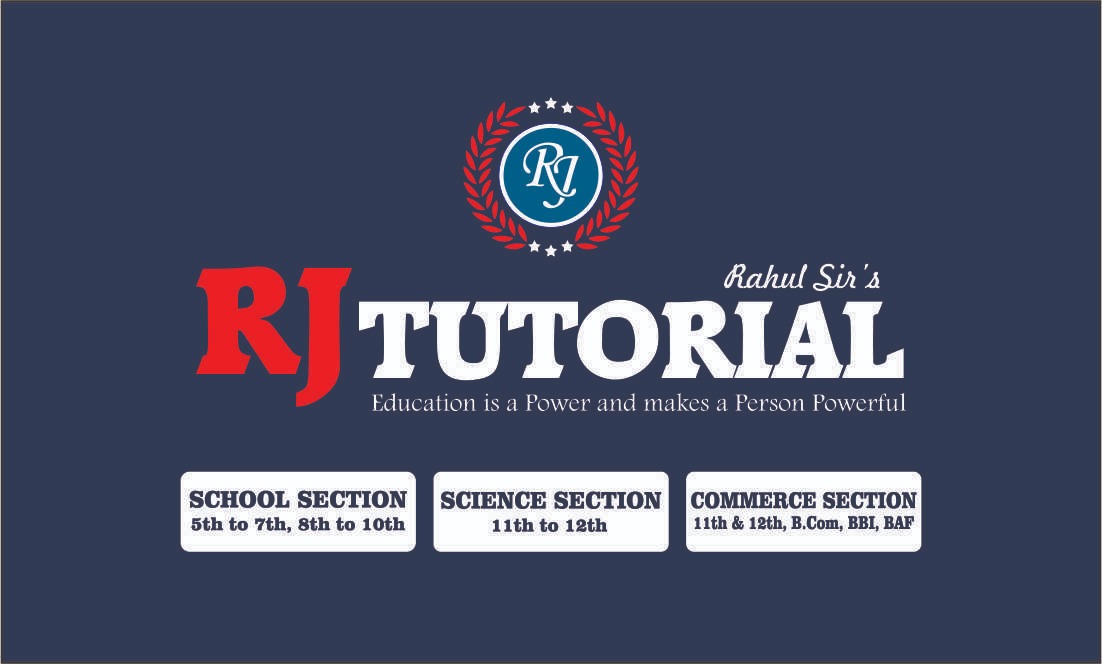 RJ
Rahul Sir's
RJ TUTORIAL
Education is a Power and makes a Person Powerful
SCHOOL SECTION
5th to 7th, 8th to 10th
SCIENCE SECTION
11th to 12th
COMMERCE SECTION
11th & 12th, B.Com, BBI, BAF